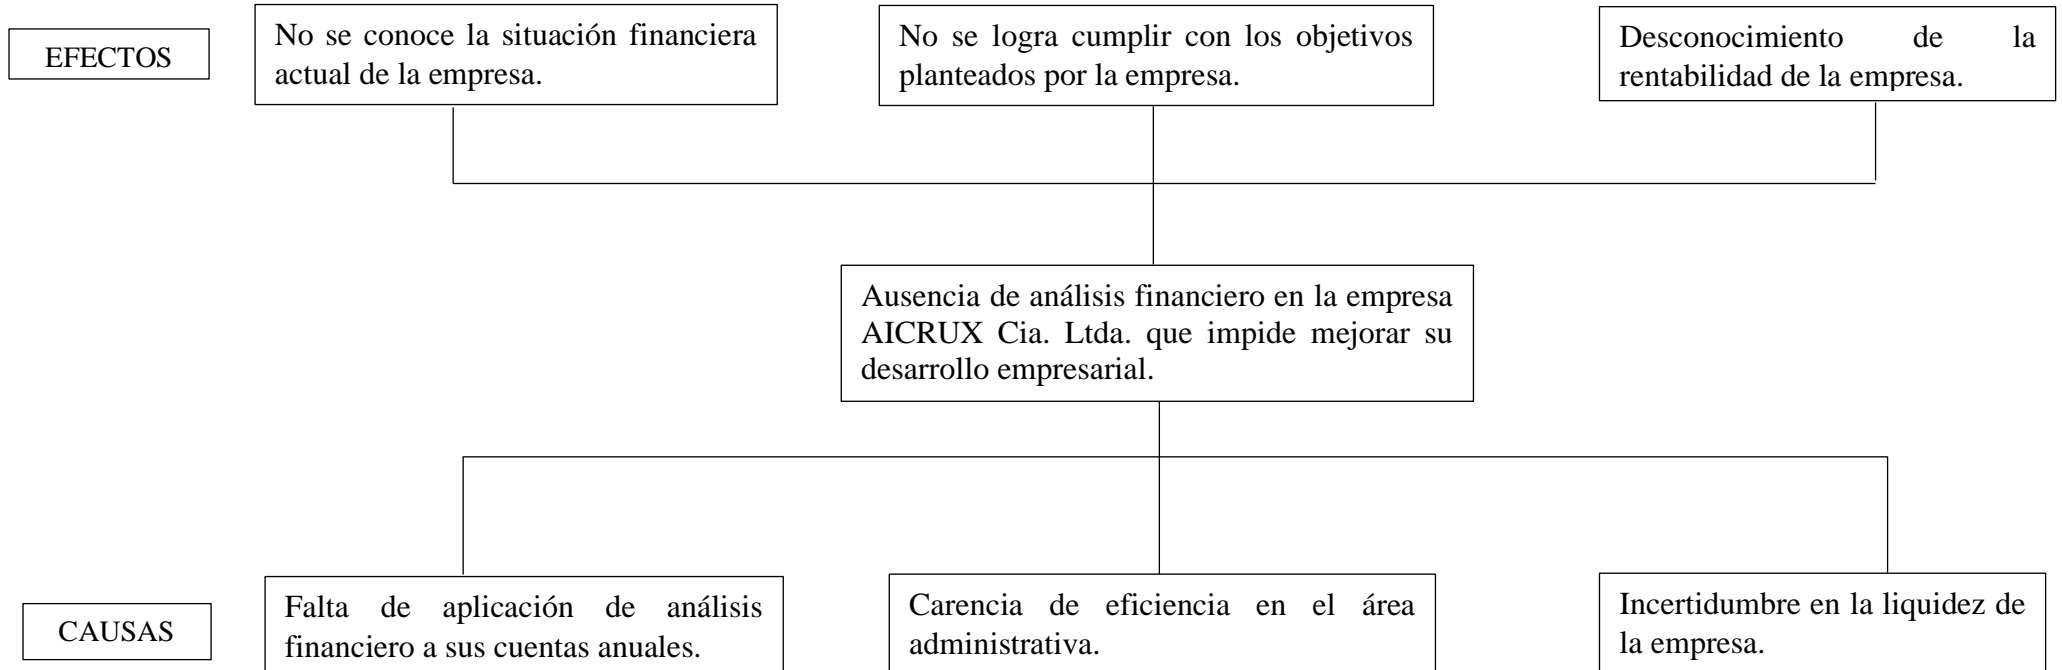 EFECTOS
No se conoce la situación financiera
actual de la empresa.
No se logra cumplir con los objetivos
planteados por la empresa.
Desconocimiento de la
rentabilidad de la empresa.
Ausencia de análisis financiero en la empresa
AICRUX Cia. Ltda. que impide mejorar su
desarrollo empresarial.
CAUSAS
Falta de aplicación de análisis
financiero a sus cuentas anuales.
Carencia de eficiencia en el área
administrativa.
Incertidumbre en la liquidez de
la empresa.